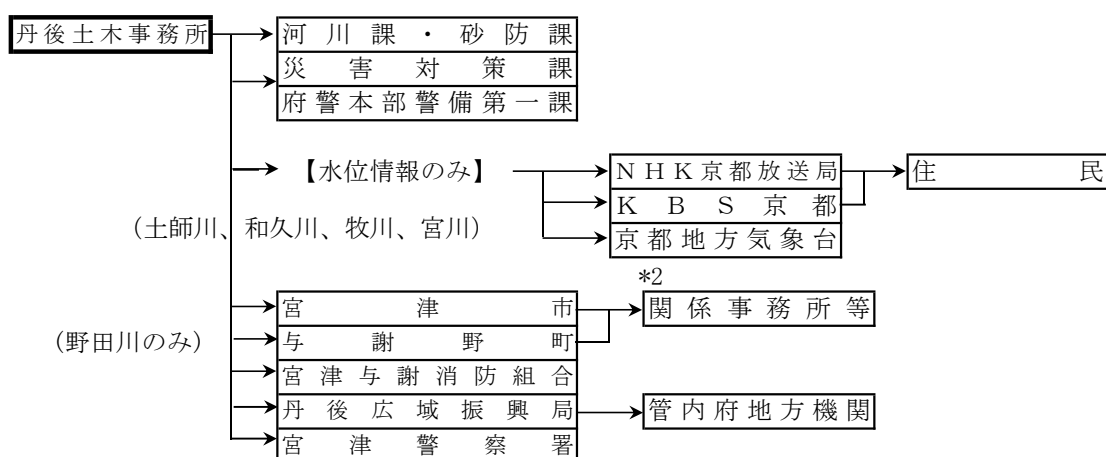 丹後土木事務所
河川課・砂防課
災害対策課
府警本部警備第一課
【水位情報のみ】
NHK京都放送局
住民
KBS京都
(土師川、和久川、牧川、宮川)
京都地方気象台
*2
宮津市
関係事務所等
(野田川のみ)
与謝野町
宮津与謝消防組合
丹後広域振興局
管内府地方機関
宮津警察署